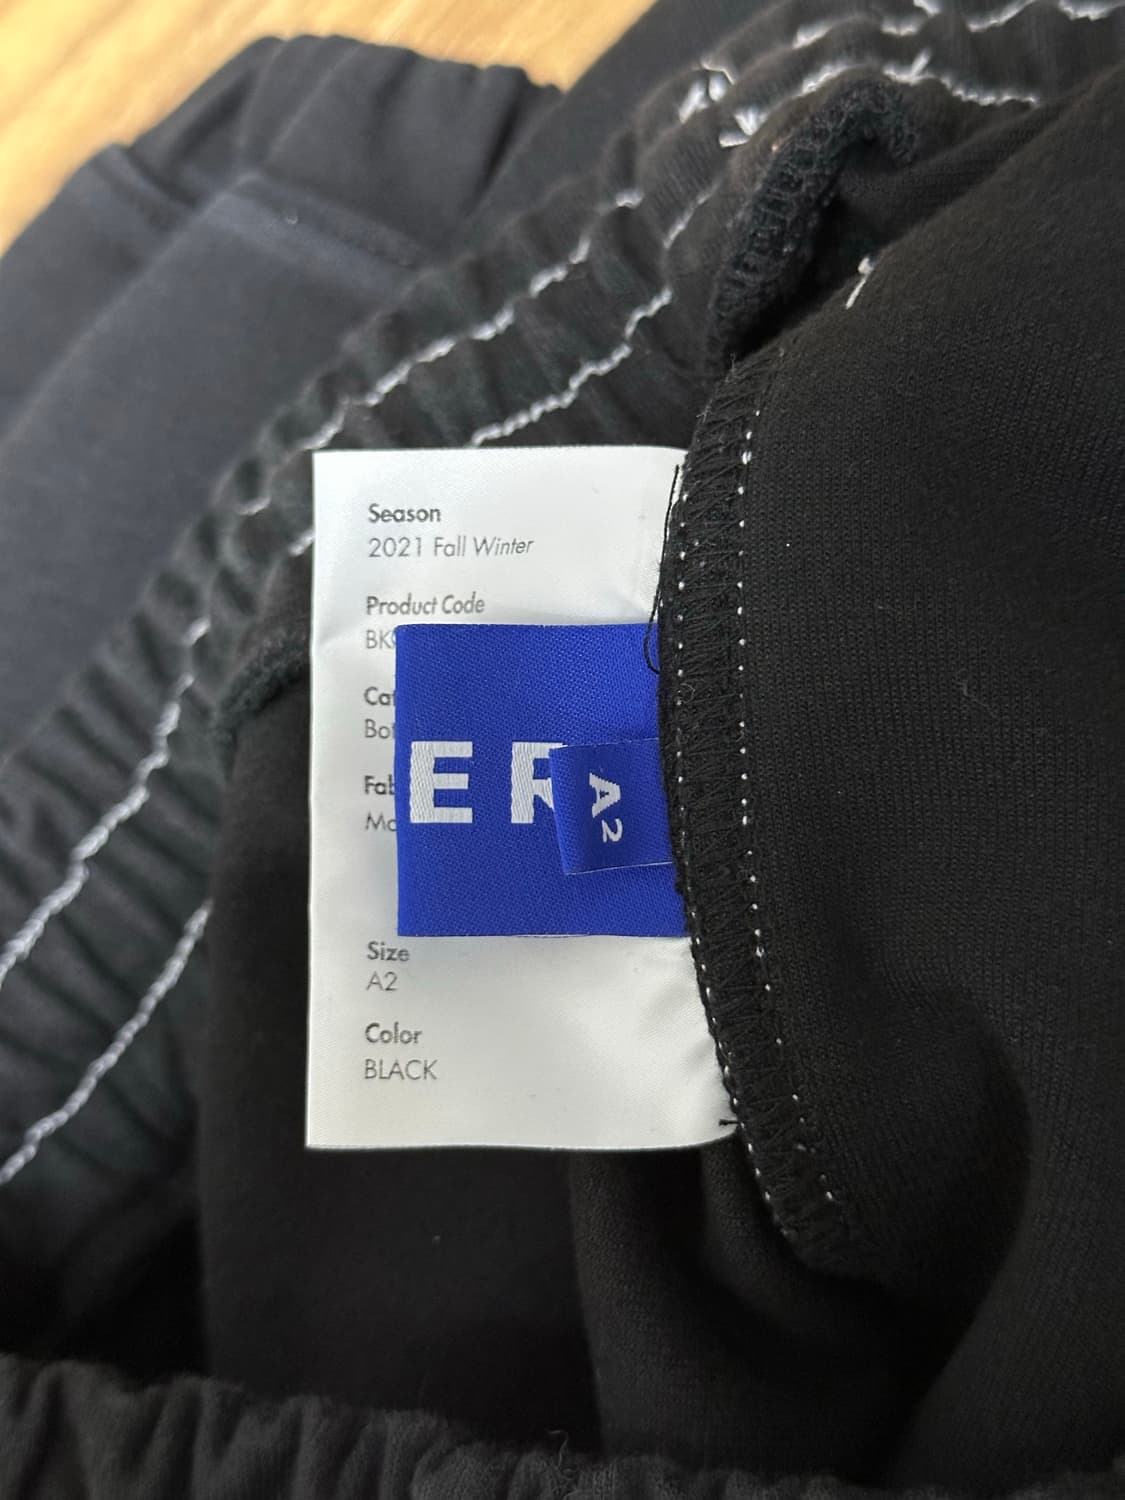 Season
2021 Fall Winter
Product Code
Size
A2
Color
BLACK
E
A2